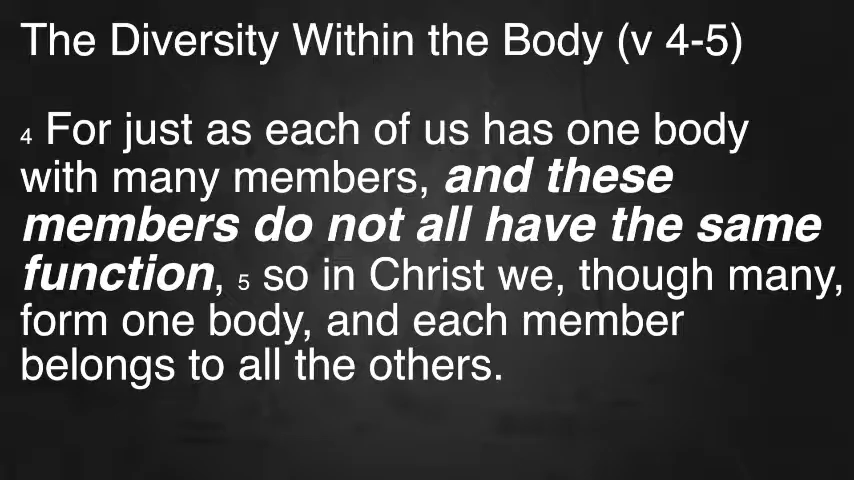 The Diversity Within the Body (v 4-5)
4 For just as each of us has one body
with many members, and these
members do not all have the same
function, 5 so in Christ we, though many,
form one body, and each member
belongs to all the others.